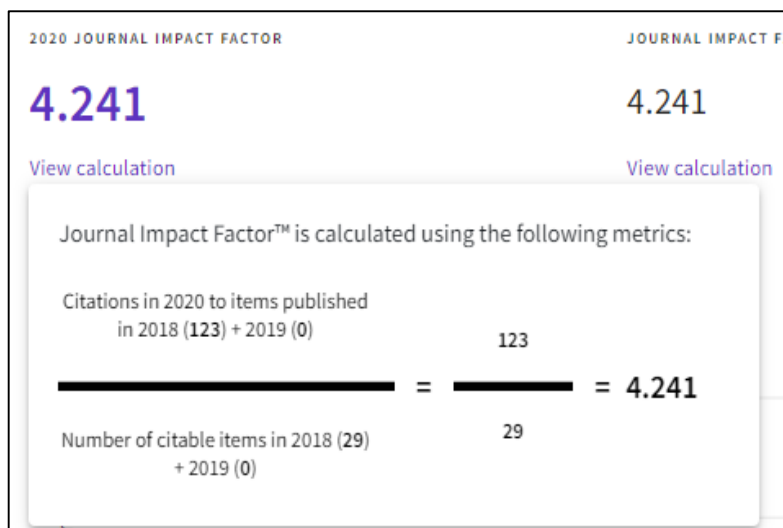 2020 JOURNAL IMPACT FACTOR
JOURNAL IMPACT F
4.241
4.241
View calculation
View calculation
Journal Impact Factor™ is calculated using the following metrics:
Citations in 2020 to items published
in 2018 (123) + 2019 (0)
123
=
= 4.241
29
Number of citable items in 2018 (29)
+ 2019 (0)